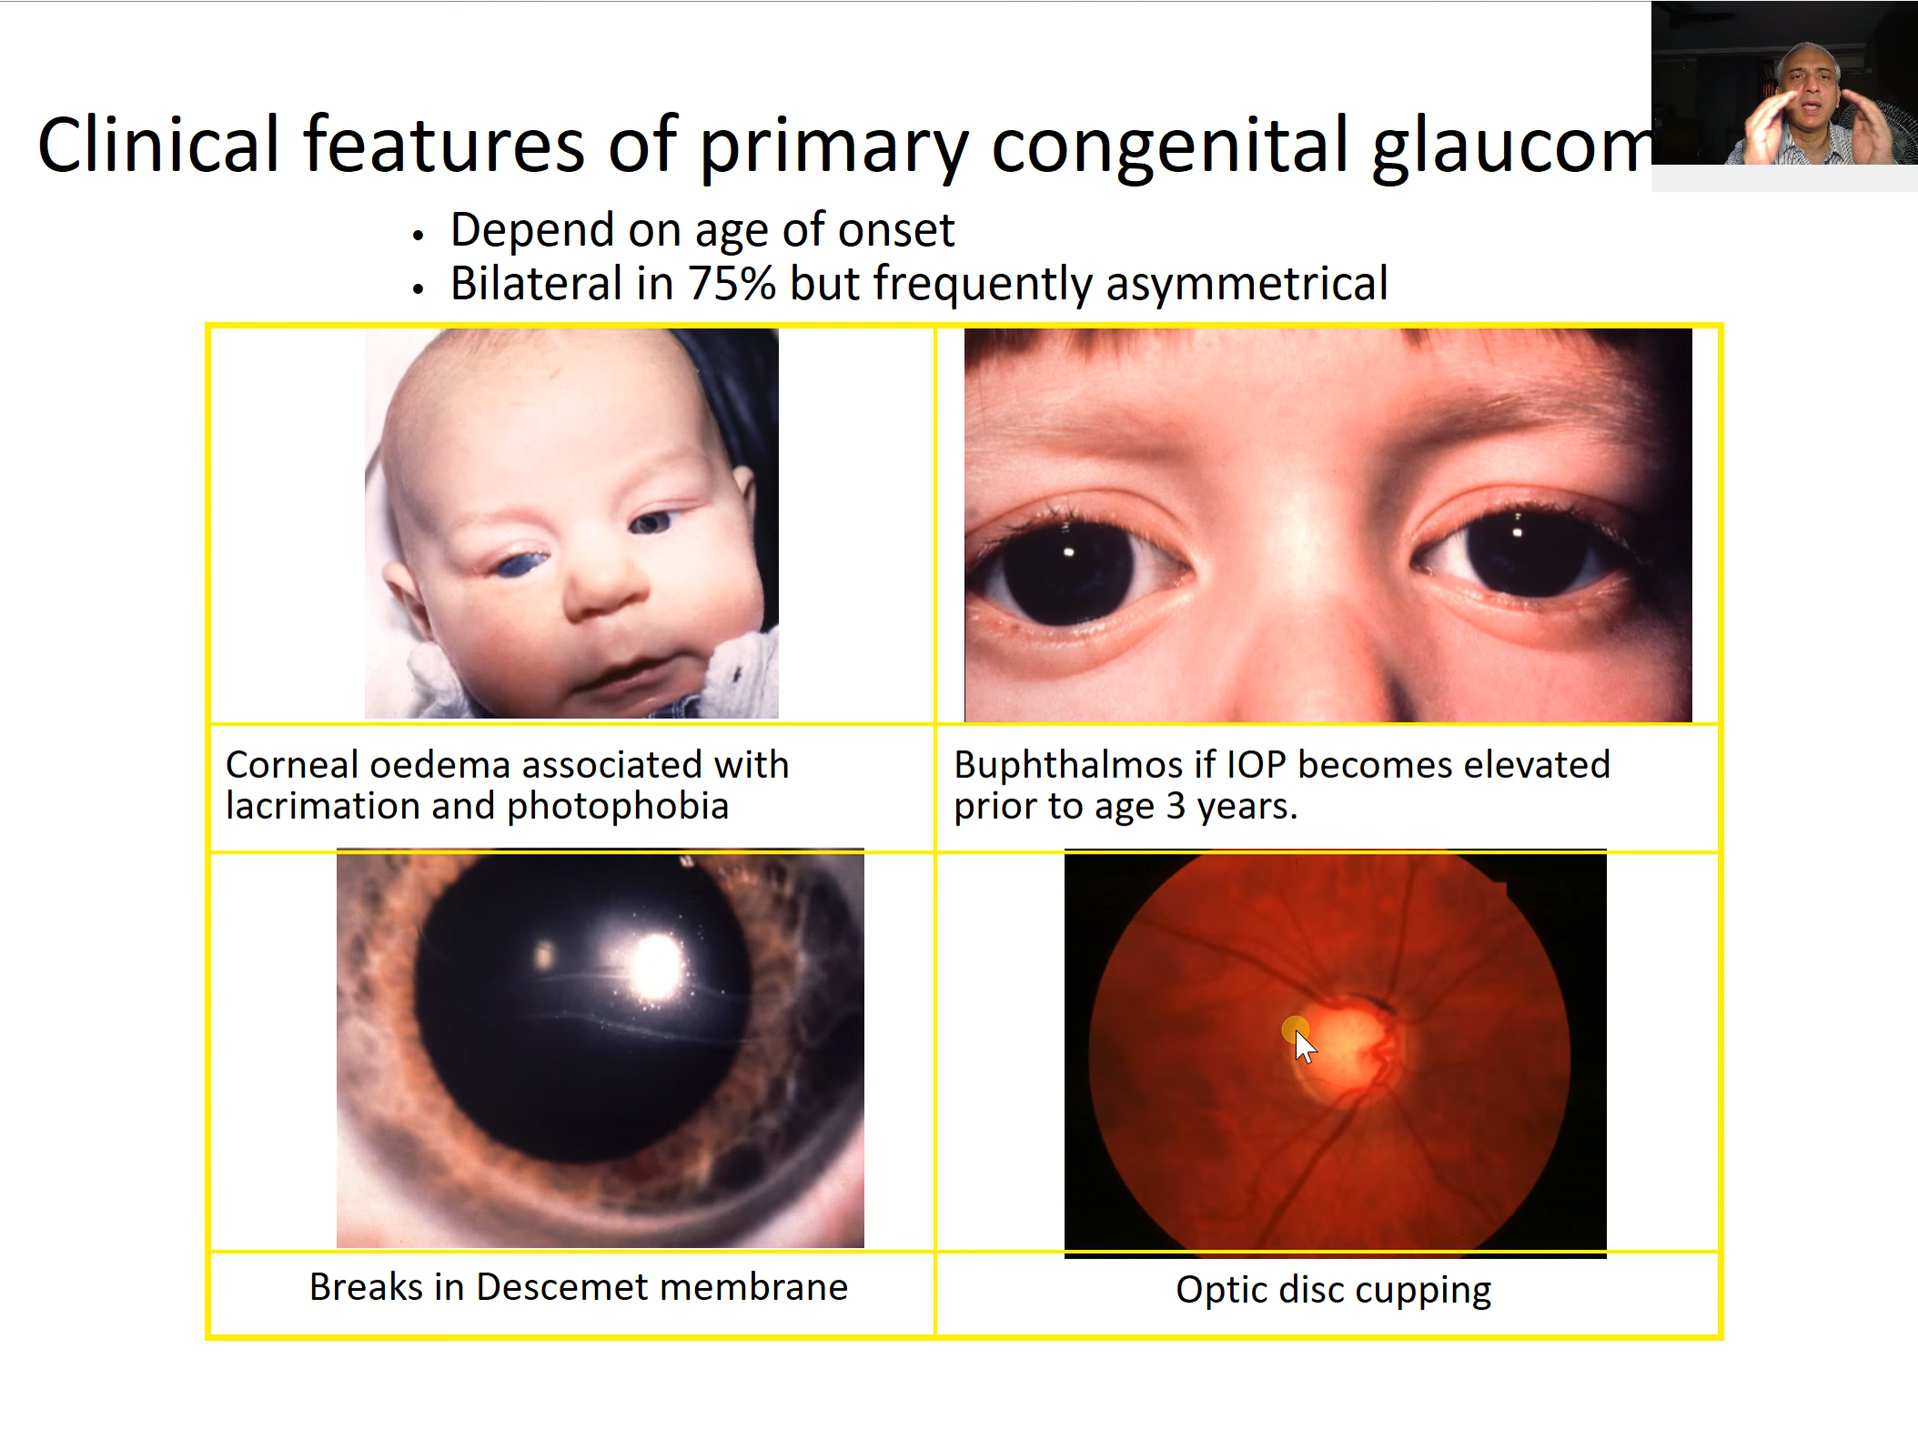 Clinical features of primary congenital glaucom
• Depend on age of onset
• Bilateral in 75% but frequently asymmetrical
Corneal oedema associated with
lacrimation and photophobia
Buphthalmos if IOP becomes elevated
prior to age 3 years.
Breaks in Descemet membrane
Optic disc cupping